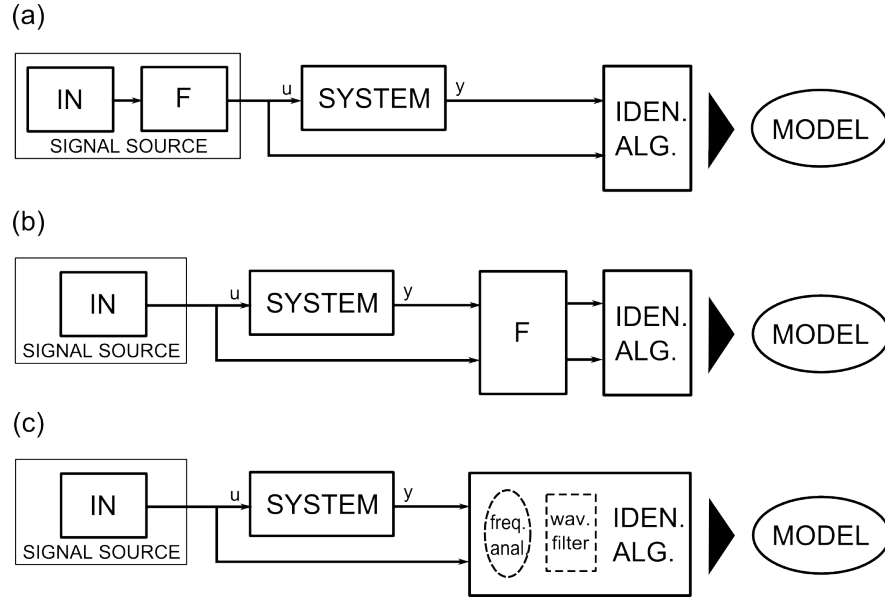 (a)
IN
F
SIGNAL SOURCE
u
SYSTEM
y
IDEN.
ALG.
MODEL
(b)
IN
SIGNAL SOURCE
u
SYSTEM
y
F
IDEN.
ALG.
MODEL
(c)
IN
SIGNAL SOURCE
u
SYSTEM
y
freq.
anal.
wav.
filter
IDEN.
ALG.
MODEL